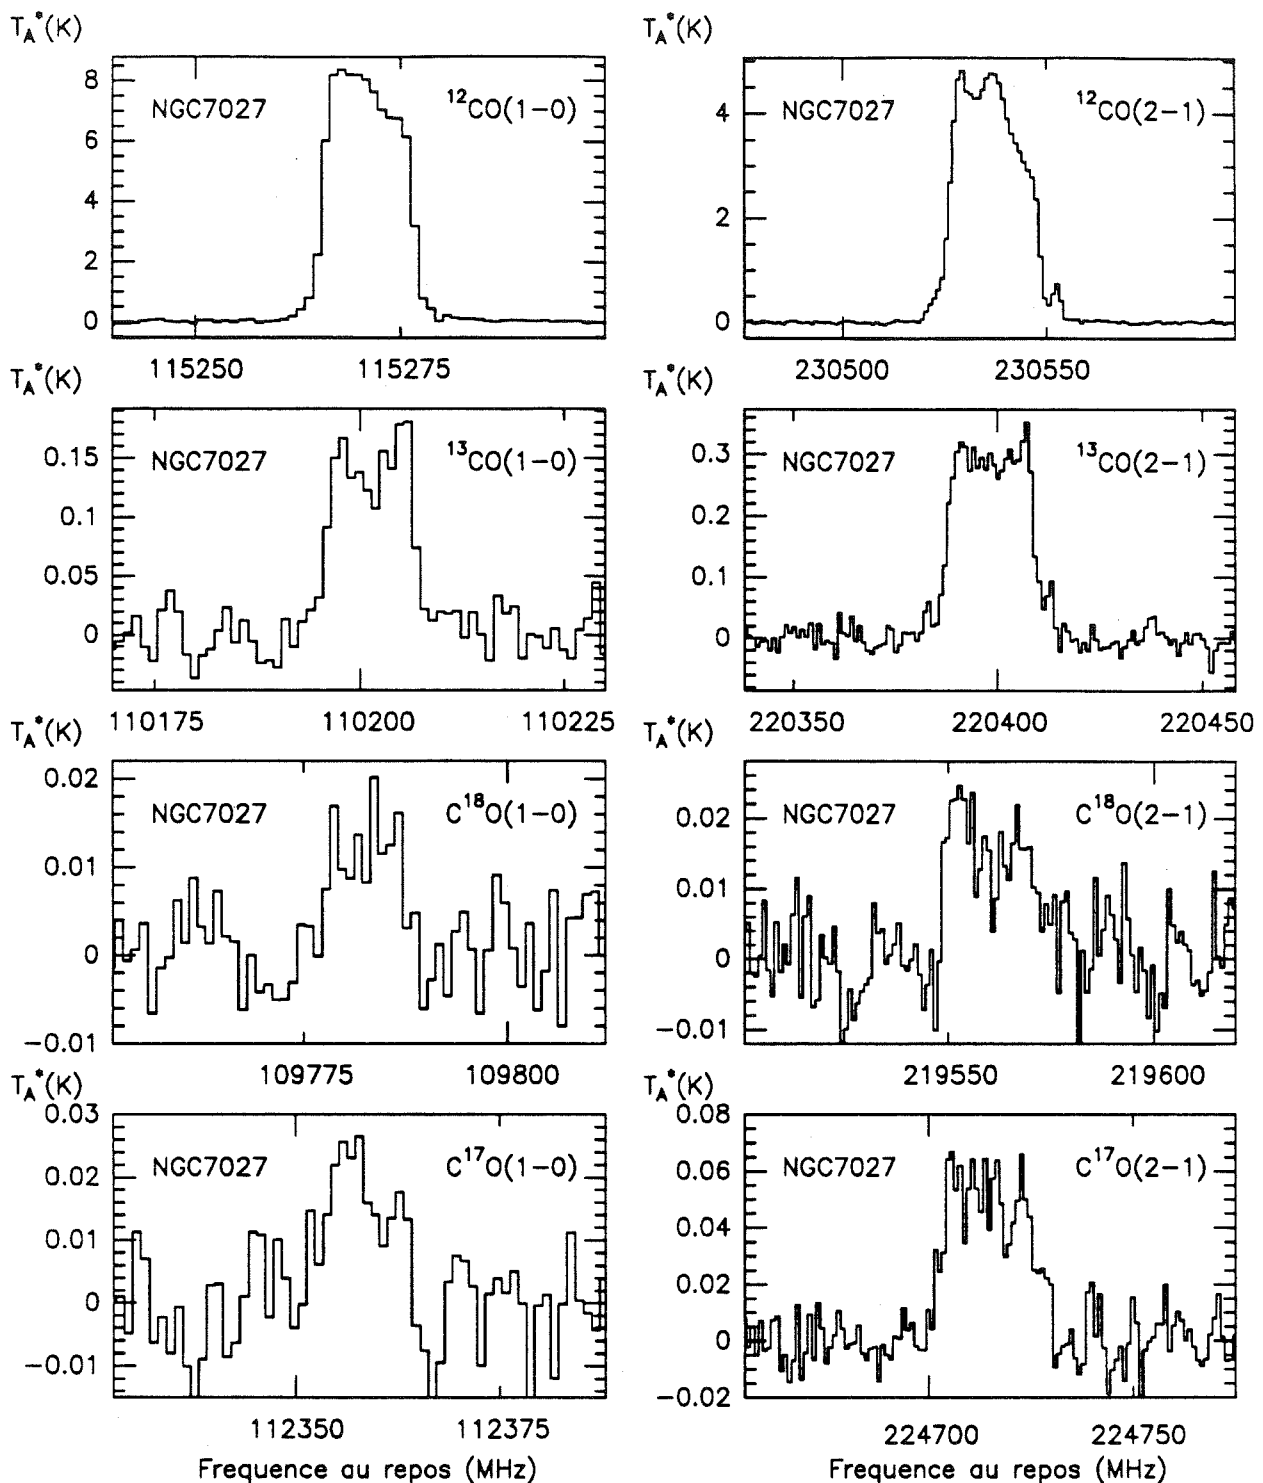 T_A^*(K)
T_A^*(K)
8
6
4
2
0
NGC7027
^12CO(1−0)
115250
115275
4
2
0
NGC7027
^12CO(2−1)
230500
230550
T_A^*(K)
T_A^*(K)
0.15
0.1
0.05
0
NGC7027
^13CO(1−0)
110175
110200
110225
0.3
0.2
0.1
0
NGC7027
^13CO(2−1)
220350
220400
220450
T_A^*(K)
T_A^*(K)
0.02
0.01
0
−0.01
NGC7027
C^18O(1−0)
109775
109800
0.02
0.01
0
−0.01
NGC7027
C^18O(2−1)
219550
219600
T_A^*(K)
T_A^*(K)
0.03
0.02
0.01
0
−0.01
NGC7027
C^17O(1−0)
112350
112375
Frequence au repos (MHz)
0.08
0.06
0.04
0.02
0
−0.02
NGC7027
C^17O(2−1)
224700
224750
Frequence au repos (MHz)